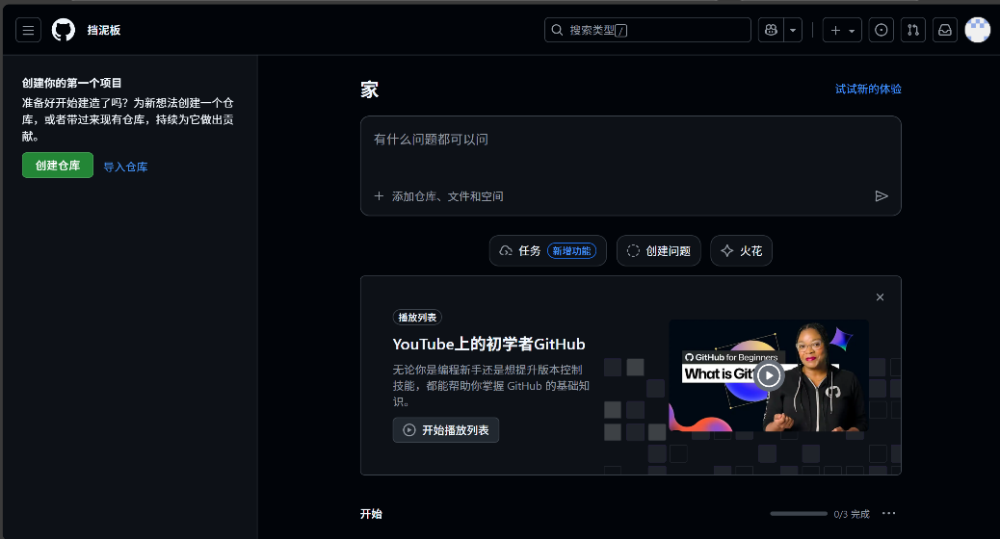 挡泥板
搜索类型/
创建你的第一个项目
准备好开始建造了吗？为新想法创建一个仓
库，或者带过来现有仓库，持续为它做出贡
献。
创建仓库 导入仓库
家
试试新的体验
有什么问题都可以问
添加仓库、文件和空间
任务 新增功能 创建问题 火花
播放列表
YouTube上的初学者GitHub
无论你是编程新手还是想提升版本控制
技能，都能帮助你掌握 GitHub 的基础知
识。
开始播放列表
GitHub for Beginners
What is Git?
开始
0/3 完成